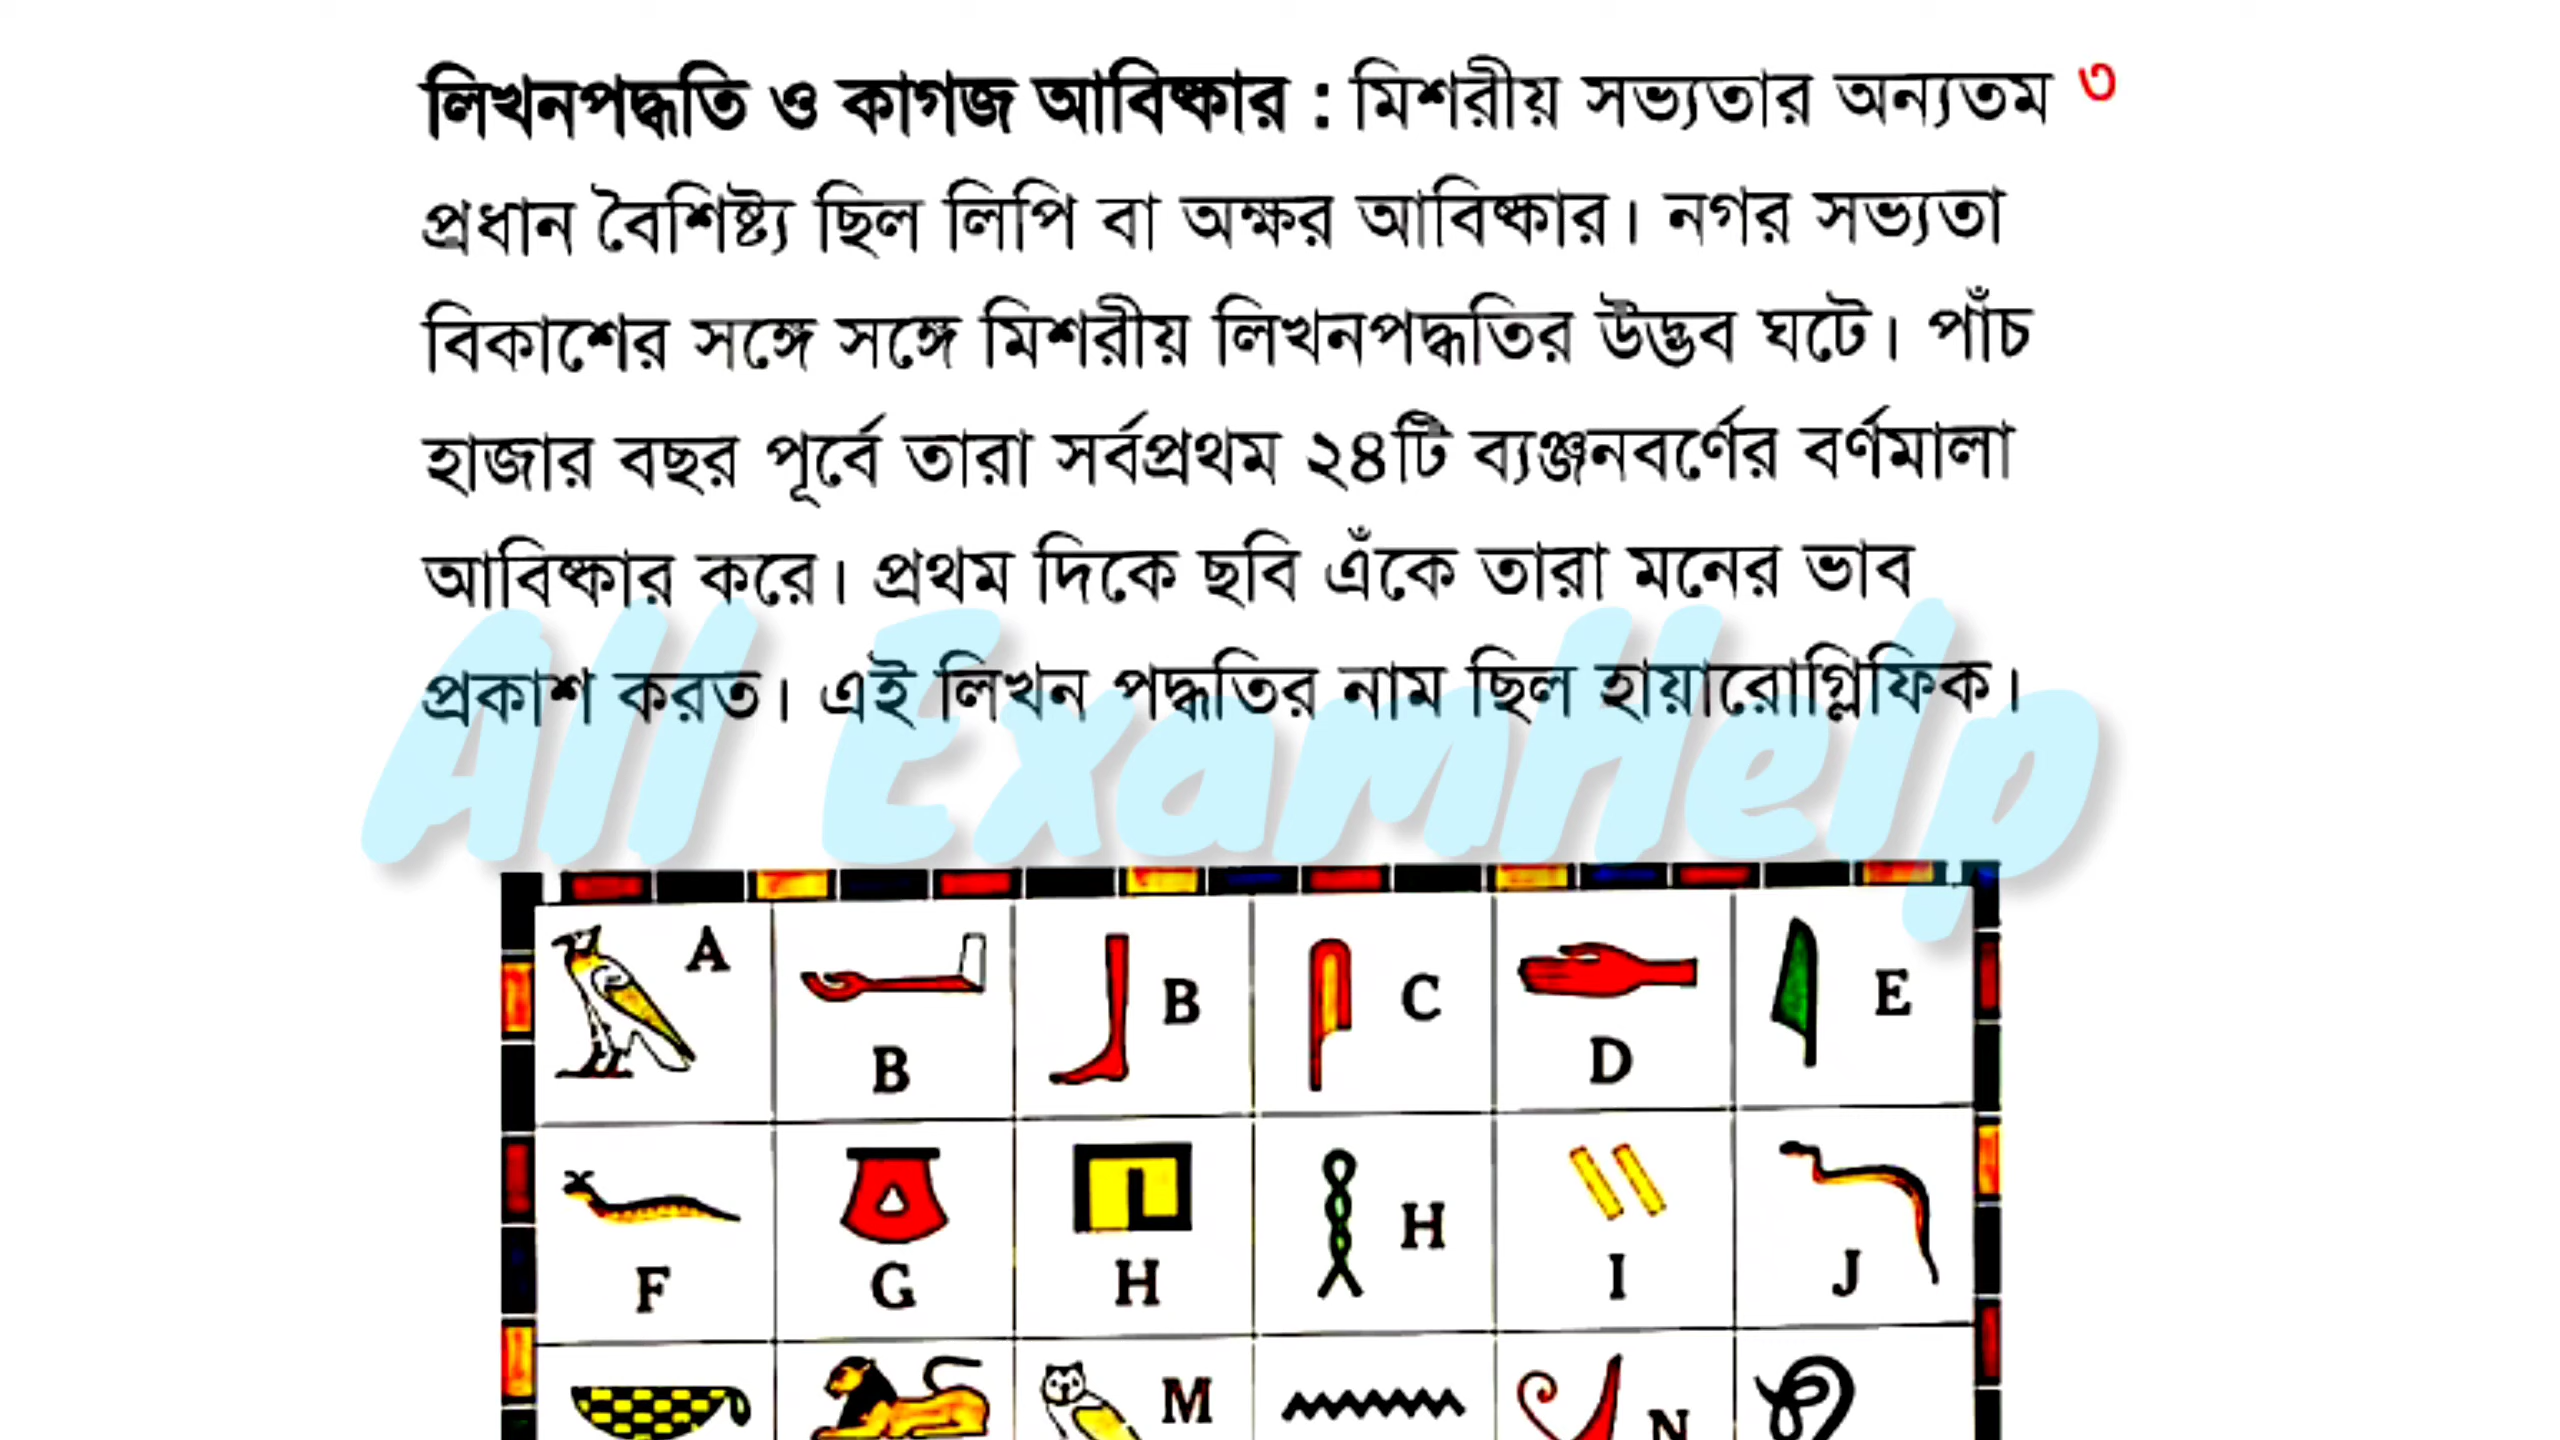 লিখনপদ্ধতি ও কাগজ আবিষ্কার : মিশরীয় সভ্যতার অন্যতম ৩
প্রধান বৈশিষ্ট্য ছিল লিপি বা অক্ষর আবিষ্কার। নগর সভ্যতা
বিকাশের সঙ্গে সঙ্গে মিশরীয় লিখনপদ্ধতির উদ্ভব ঘটে। পাঁচ
হাজার বছর পূর্বে তারা সর্বপ্রথম ২৪টি ব্যঞ্জনবর্ণের বর্ণমালা
আবিষ্কার করে। প্রথম দিকে ছবি এঁকে তারা মনের ভাব
প্রকাশ করত। এই লিখন পদ্ধতির নাম ছিল হায়ারোগ্লিফিক।
All ExamHelp
A B B C D E
F G H H I J
M N